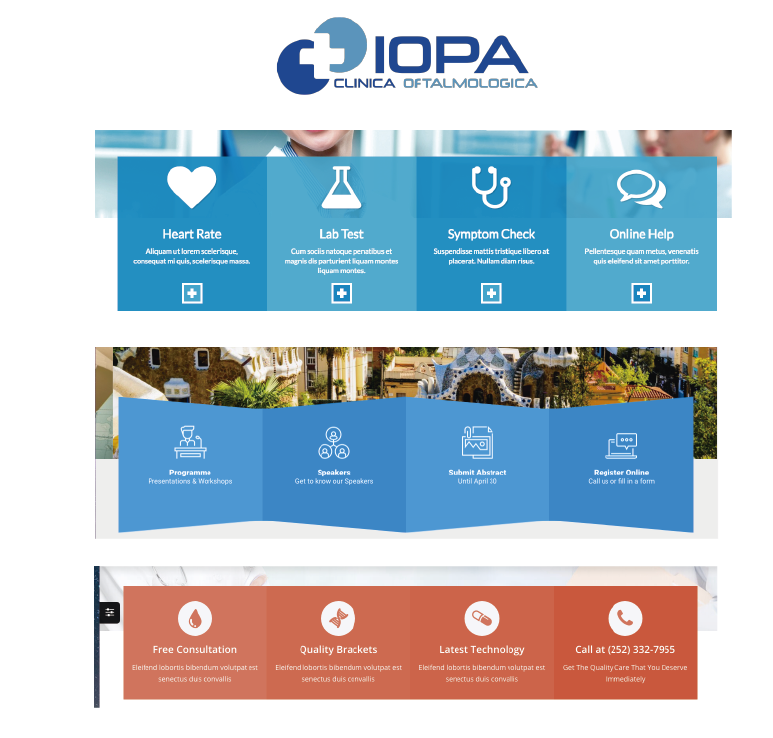 IOPA
CLINICA OFTALMOLOGICA
Heart Rate
Aliquam ut lorem scelerisque,
consequat mi quis, scelerisque massa.
Lab Test
Cum sociis natoque penatibus et
magnis dis parturient liquam montes
liquam montes.
Symptom Check
Suspendisse mattis tristique libero at
placerat. Nullam diam risus.
Online Help
Pellentesque quam metus, venenatis
quis eleifend sit amet porttitor.
Programme
Presentations & Workshops
Speakers
Get to know our Speakers
Submit Abstract
Until April 30
Register Online
Call us or fill in a form
Free Consultation
Eleifend lobortis bibendum volutpat est
senectus duis convallis
Quality Brackets
Eleifend lobortis bibendum volutpat est
senectus duis convallis
Latest Technology
Eleifend lobortis bibendum volutpat est
senectus duis convallis
Call at (252) 332-7955
Get The Quality Care That You Deserve
Immediately